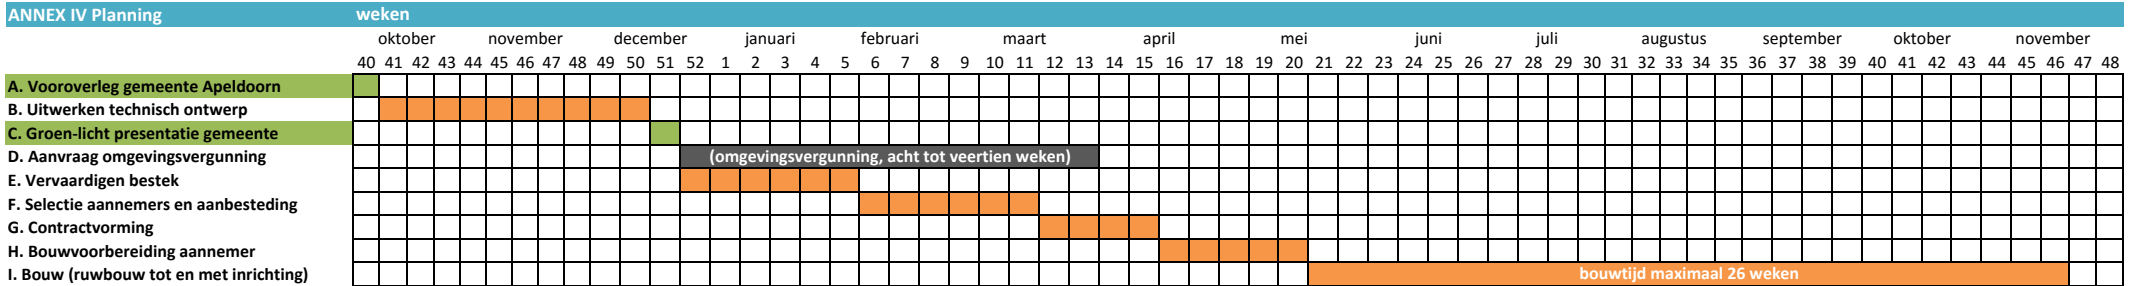 ANNEX IV Planning weken
oktober november december januari februari maart april mei juni juli augustus september oktober november
40 41 42 43 44 45 46 47 48 49 50 51 52 1 2 3 4 5 6 7 8 9 10 11 12 13 14 15 16 17 18 19 20 21 22 23 24 25 26 27 28 29 30 31 32 33 34 35 36 37 38 39 40 41 42 43 44 45 46 47 48
A. Vooroverleg gemeente Apeldoorn
B. Uitwerken technisch ontwerp
C. Groen-licht presentatie gemeente
D. Aanvraag omgevingsvergunning (omgevingsvergunning, acht tot veertien weken)
E. Vervaardigen bestek
F. Selectie aannemers en aanbesteding
G. Contractvorming
H. Bouwvoorbereiding aannemer
I. Bouw (ruwbouw tot en met inrichting) bouwtijd maximaal 26 weken